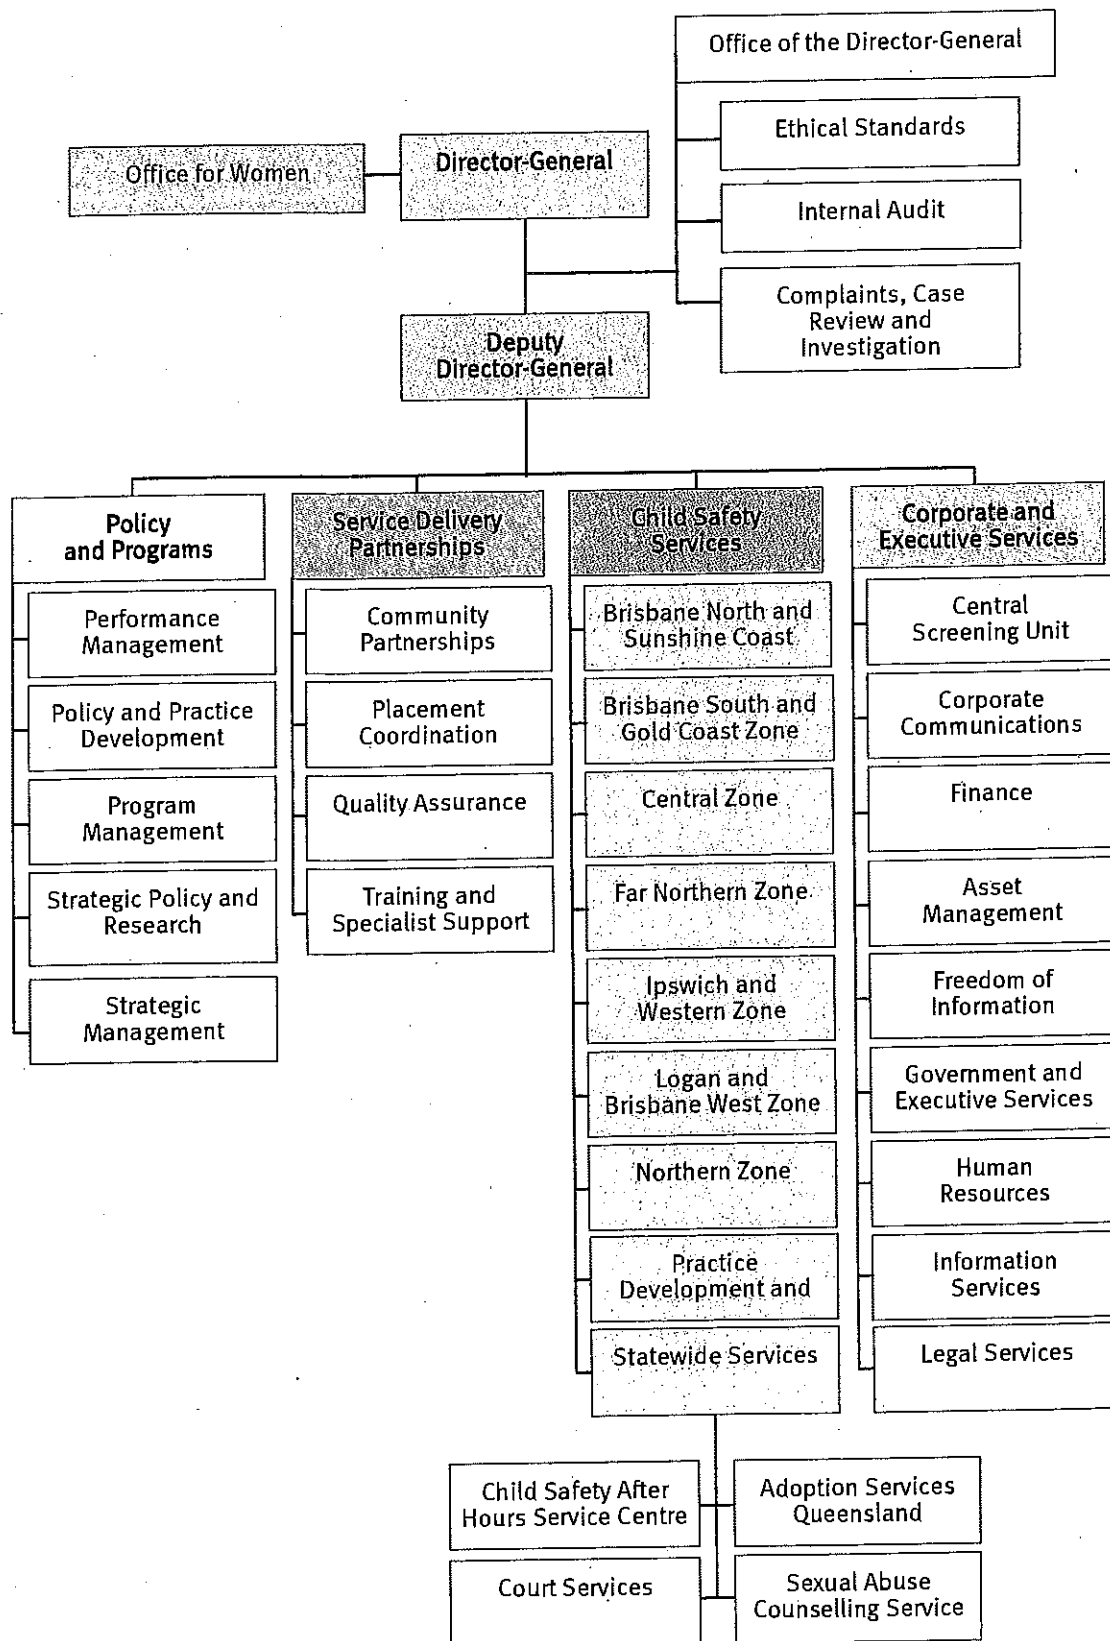 Office of the Director-General
Ethical Standards
Office for Women
Director-General
Internal Audit
Complaints, Case
Review and
Investigation
Deputy
Director-General
Policy
and Programs
Performance
Management
Policy and Practice
Development
Program
Management
Strategic Policy and
Research
Strategic
Management
Service Delivery
Partnerships
Community
Partnerships
Placement
Coordination
Quality Assurance
Training and
Specialist Support
Child Safety
Services
Brisbane North and
Sunshine Coast
Brisbane South and
Gold Coast Zone
Central Zone
Far Northern Zone
Ipswich and
Western Zone
Logan and
Brisbane West Zone
Northern Zone
Practice
Development and
Statewide Services
Corporate and
Executive Services
Central
Screening Unit
Corporate
Communications
Finance
Asset
Management
Freedom of
Information
Government and
Executive Services
Human
Resources
Information
Services
Legal Services
Child Safety After
Hours Service Centre
Adoption Services
Queensland
Court Services
Sexual Abuse
Counselling Service